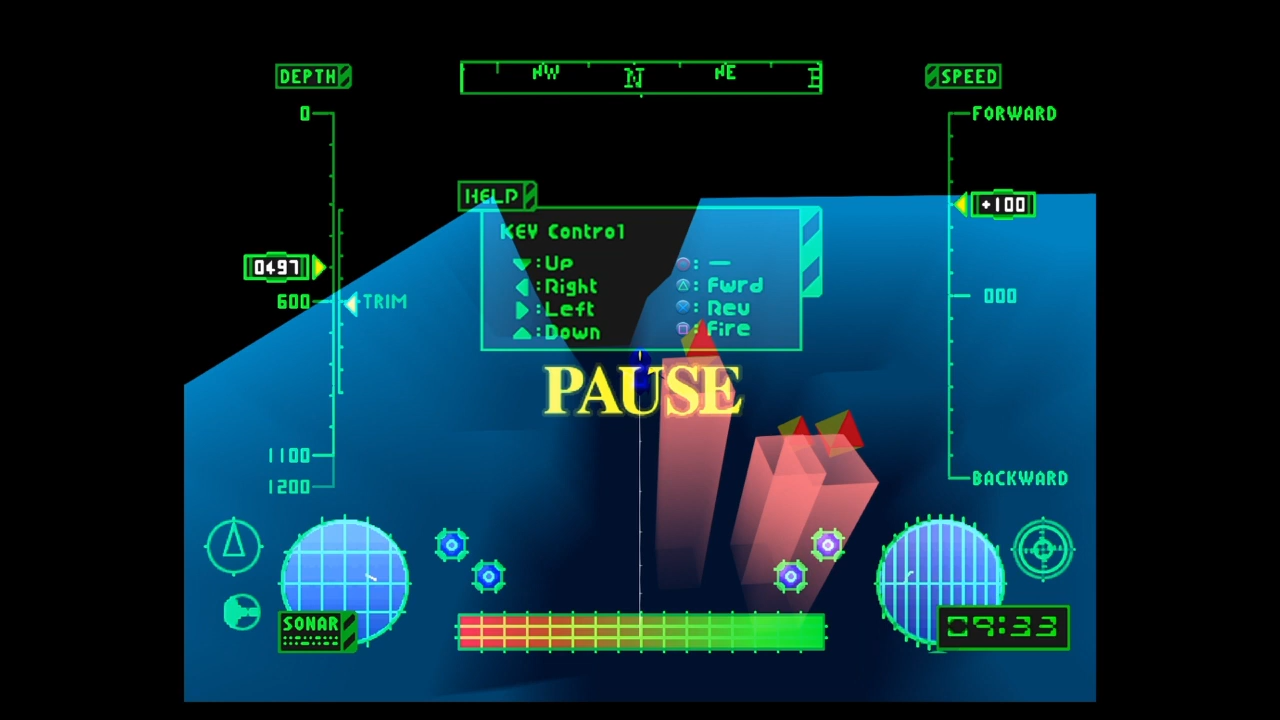 DEPTH
NW N NE E
SPEED
0
FORWARD
HELP
+100
KEY Control
:Up
: —
0497
:Right
: Fwrd
000
600
TRIM
:Left
: Rev
:Down
: Fire
PAUSE
1100
BACKWARD
1200
SONAR
09:33